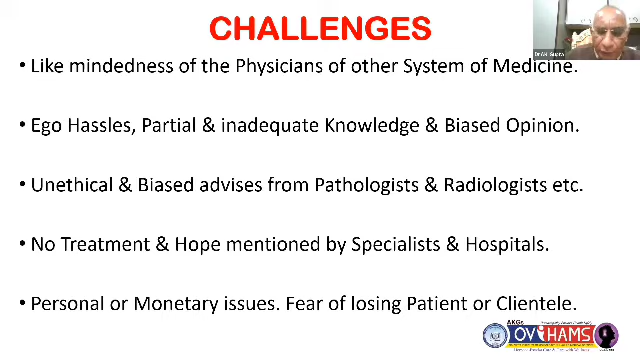 CHALLENGES
• Like mindedness of the Physicians of other System of Medicine.
• Ego Hassles, Partial & inadequate Knowledge & Biased Opinion.
• Unethical & Biased advises from Pathologists & Radiologists etc.
• No Treatment & Hope mentioned by Specialists & Hospitals.
• Personal or Monetary issues. Fear of losing Patient or Clientele.
AKGs
OVIHAMS